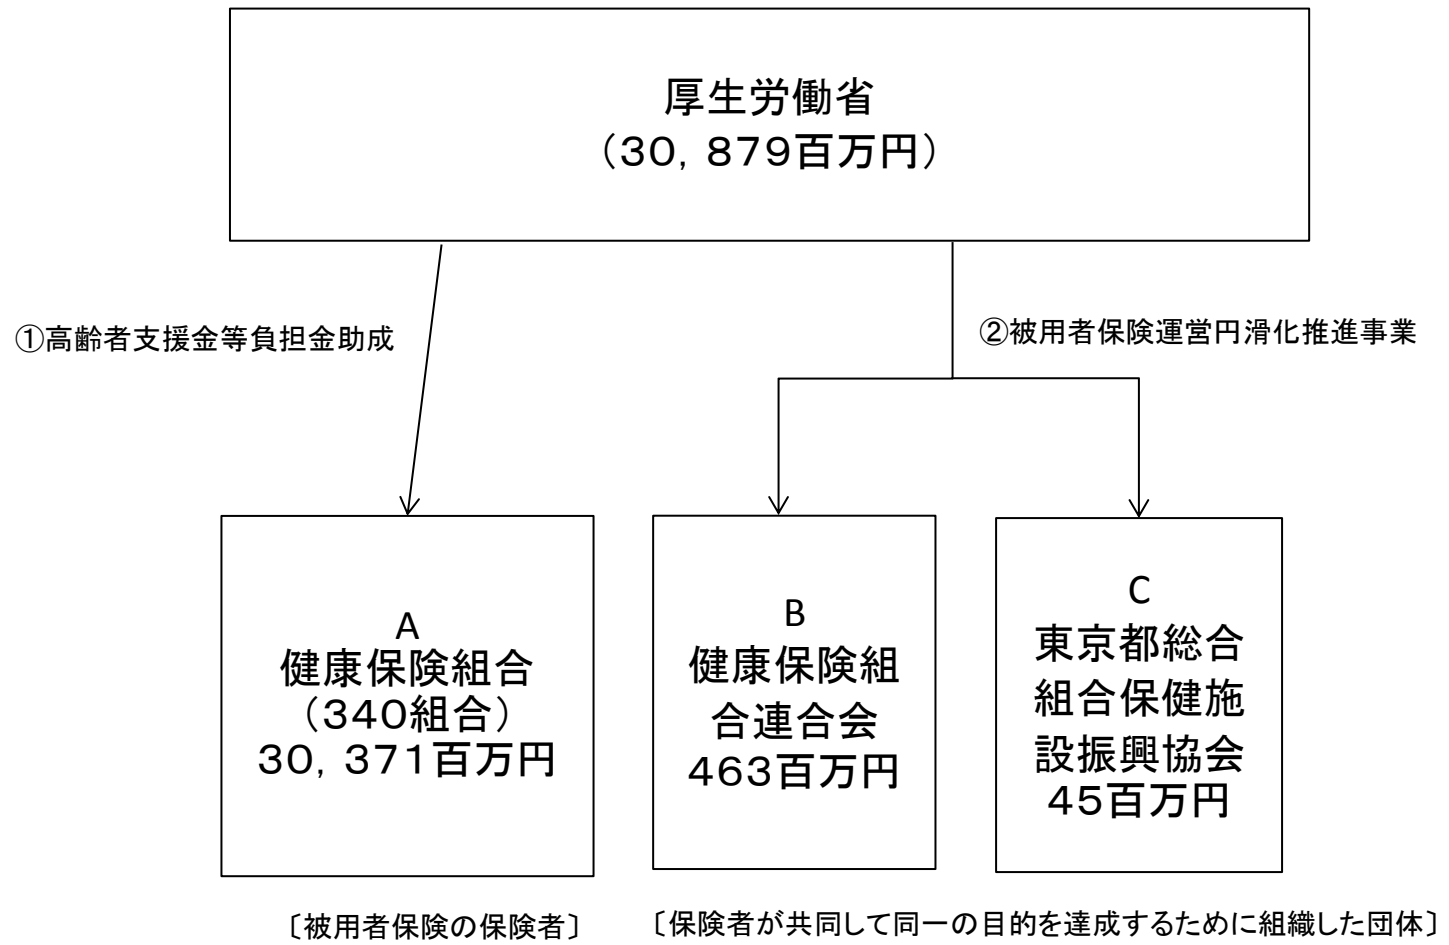 厚生労働省
（30，879百万円）
①高齢者支援金等負担金助成
②被用者保険運営円滑化推進事業
A
健康保険組合
（340組合）
30，371百万円
B
健康保険組
合連合会
463百万円
C
東京都総合
組合保健施
設振興協会
45百万円
〔被用者保険の保険者〕
〔保険者が共同して同一の目的を達成するために組織した団体〕